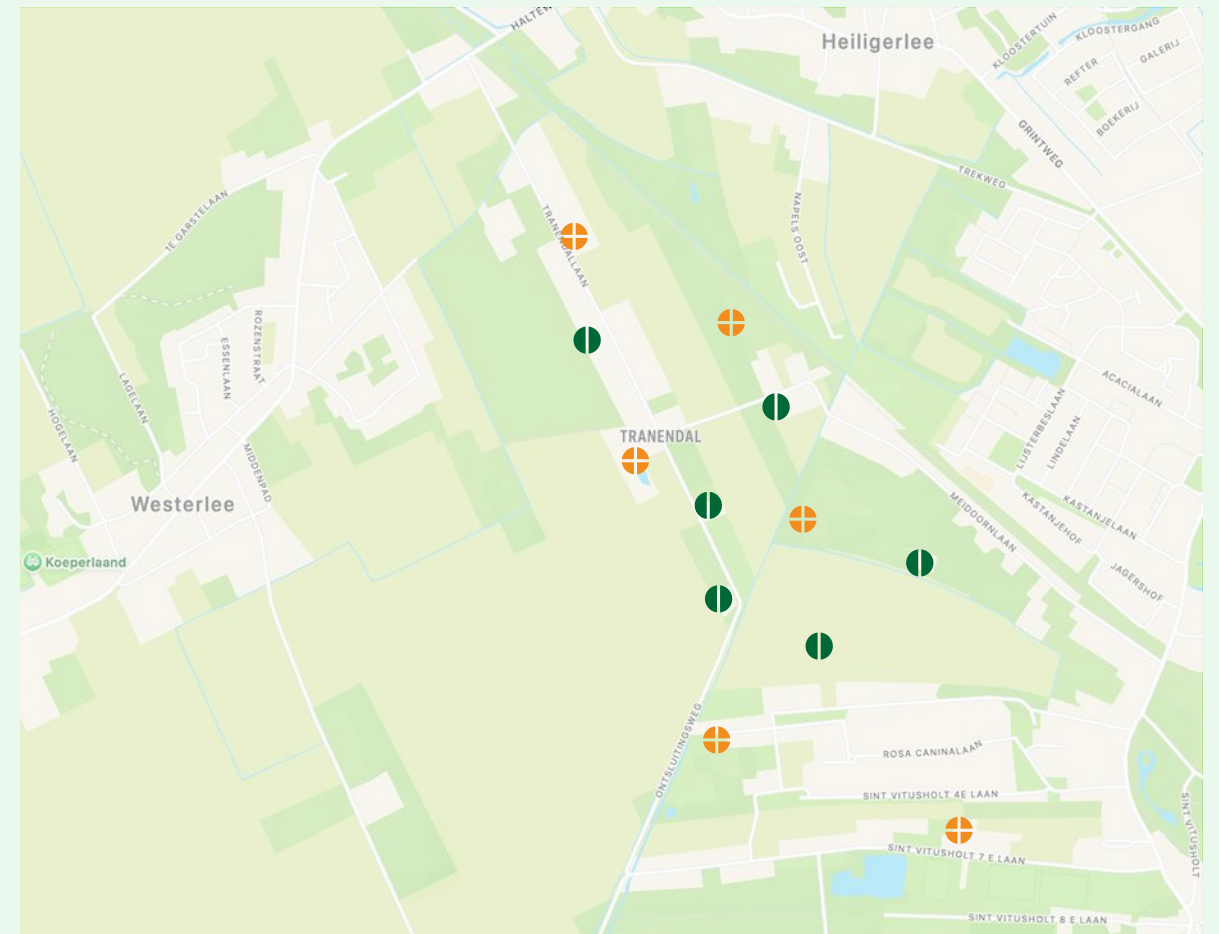 HALTEW
Heiligerlee
KLOOSTERTUIN
KLOOSTERGANG
GALERIJ
REFTER
BOEKERIJ
GRINTWEG
TREKWEG
NAPELS OOST
1E GARSTELAAN
TRANENDALLAAN
ROZENSTRAAT
ESSENLAAN
LAGELAAN
HOGELAAN
ACACIALAAN
LIJSTERBESLAAN
LINDELAAN
TRANENDAL
MIDDENPAD
Westerlee
MEIDOORNLAAN
KASTANJEHOF
KASTANJELAAN
JAGERSHOF
Koeperlaand
ONTSLUITINGSWEG
ROSA CANINALAAN
SINT VITUSHOLT 4E LAAN
SINT VITUSHOLT
SINT VITUSHOLT 7 E LAAN
SINT VITUSHOLT 8 E LAAN